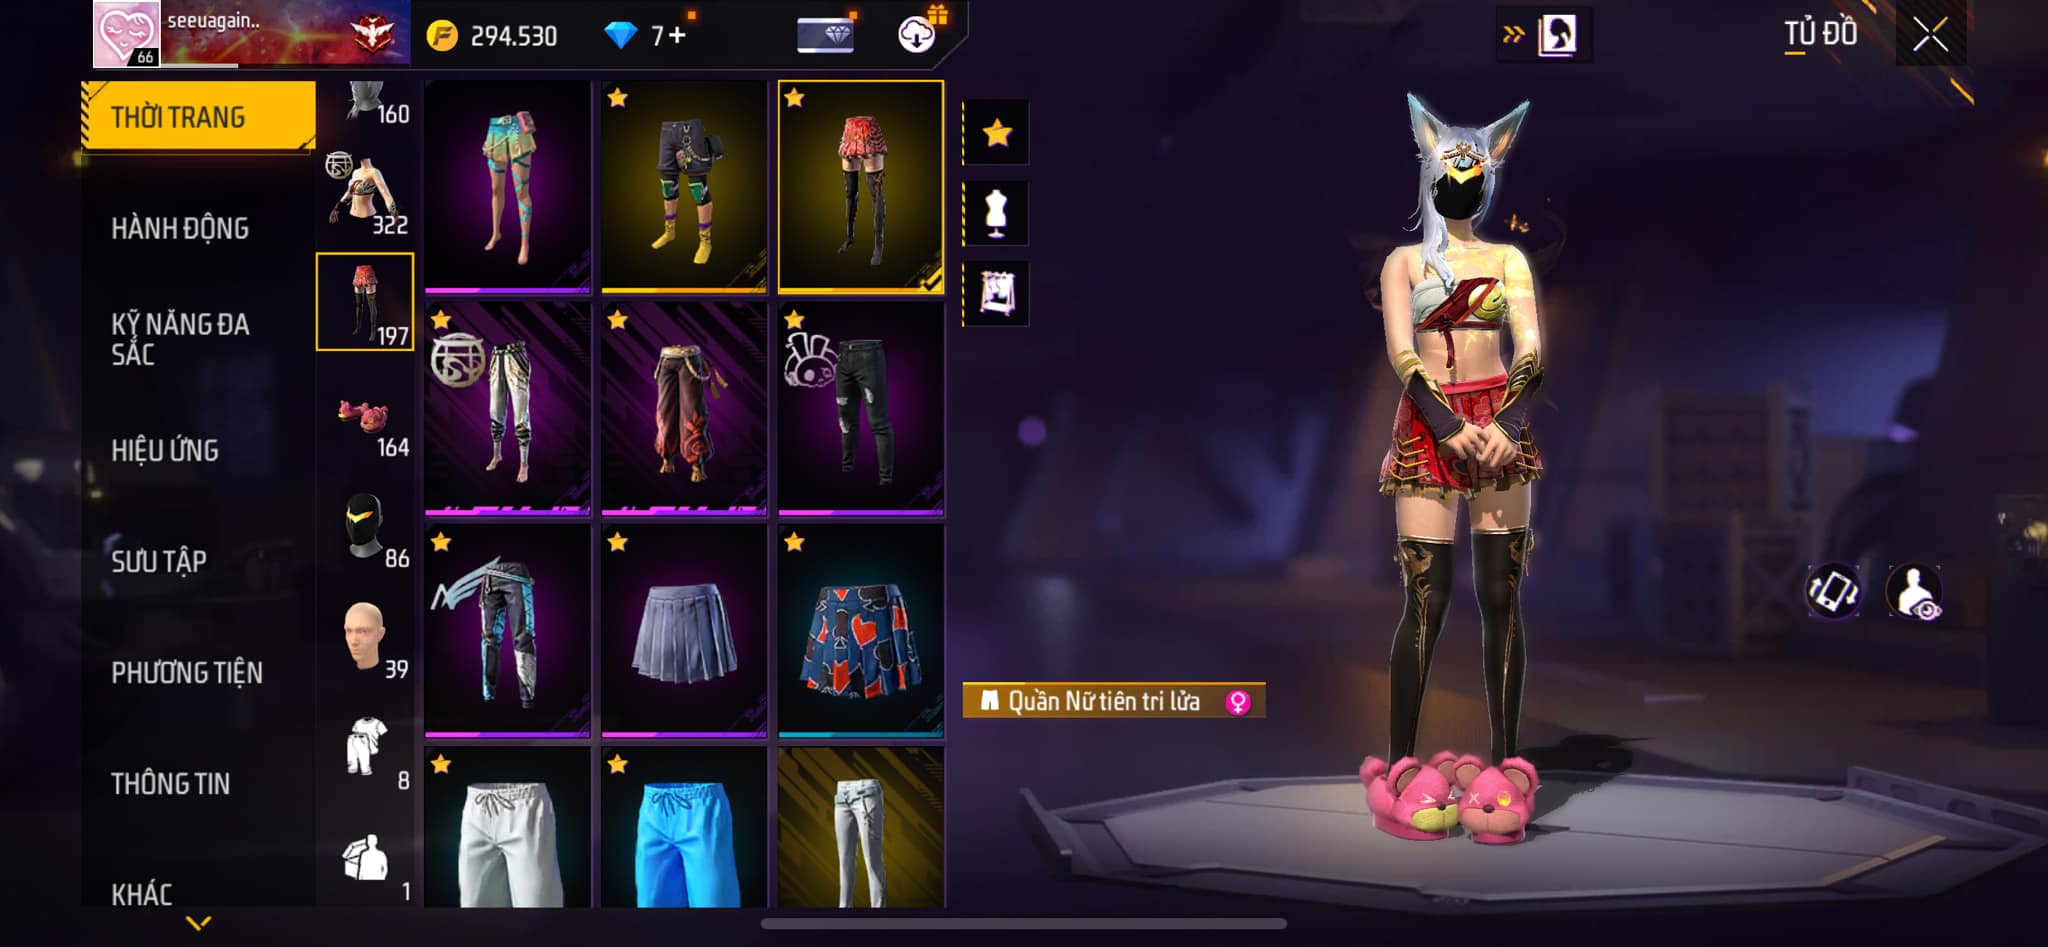 seeuagain..
66
294.530
7+
TỦ ĐỒ
THỜI TRANG
HÀNH ĐỘNG
KỸ NĂNG ĐA
SẮC
HIỆU ỨNG
SƯU TẬP
PHƯƠNG TIỆN
THÔNG TIN
KHÁC
160
322
197
164
86
39
8
1
Quần Nữ tiên tri lửa